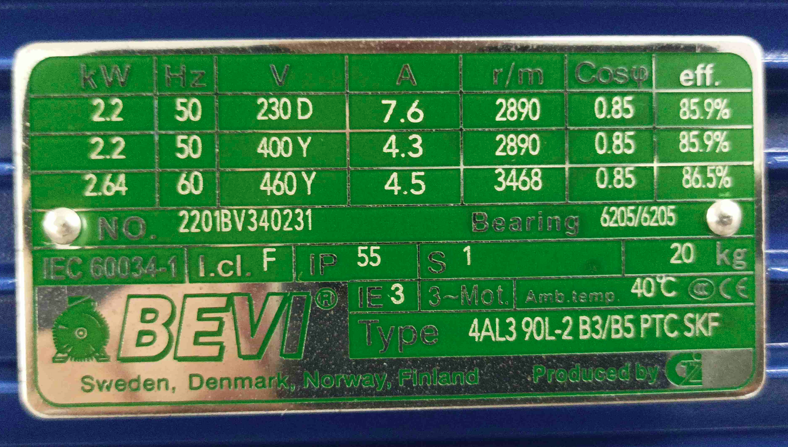 kW Hz V A r/m Cosφ eff.
2.2 50 230 D 7.6 2890 0.85 85.9%
2.2 50 400 Y 4.3 2890 0.85 85.9%
2.64 60 460 Y 4.5 3468 0.85 86.5%
NO. 2201BV340231 Bearing 6205/6205
IEC 60034-1 I.cl. F IP 55 S 1 20 kg
IE 3 3~Mot. Amb.temp. 40℃ CCC CE
BEVI®
Type 4AL3 90L-2 B3/B5 PTC SKF
Sweden, Denmark, Norway, Finland Produced by